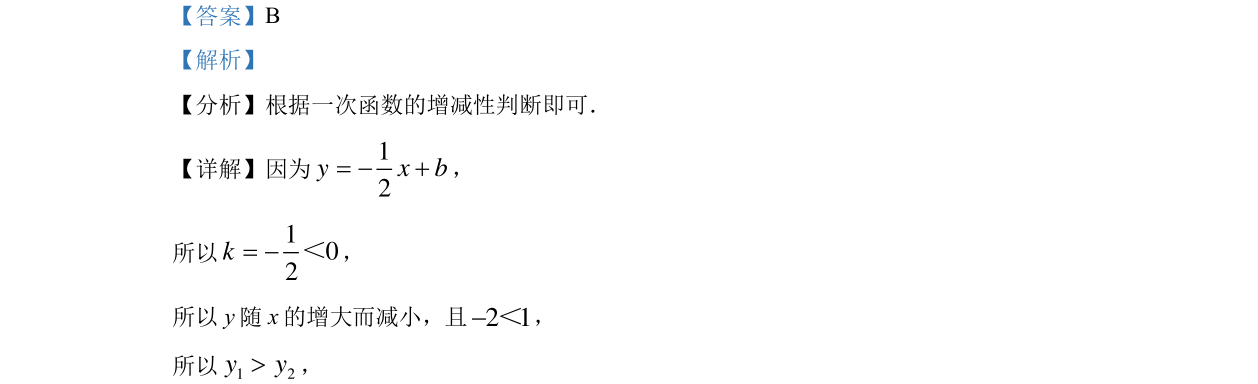 【答案】B
【解析】
【分析】根据一次函数的增减性判断即可．
【详解】因为 y = −1/2 x + b，
所以 k = −1/2＜0，
所以 y 随 x 的增大而减小，且 −2＜1，
所以 y₁ > y₂，